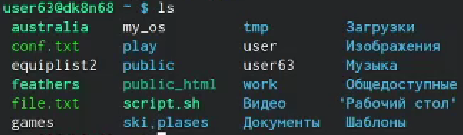 user63@dk8n68 ~ $ ls
australia my_os tmp Загрузки
conf.txt play user Изображения
equiplist2 public user63 Музыка
feathers public_html work Общедоступные
file.txt script.sh Видео 'Рабочий стол'
games ski.plases Документы Шаблоны